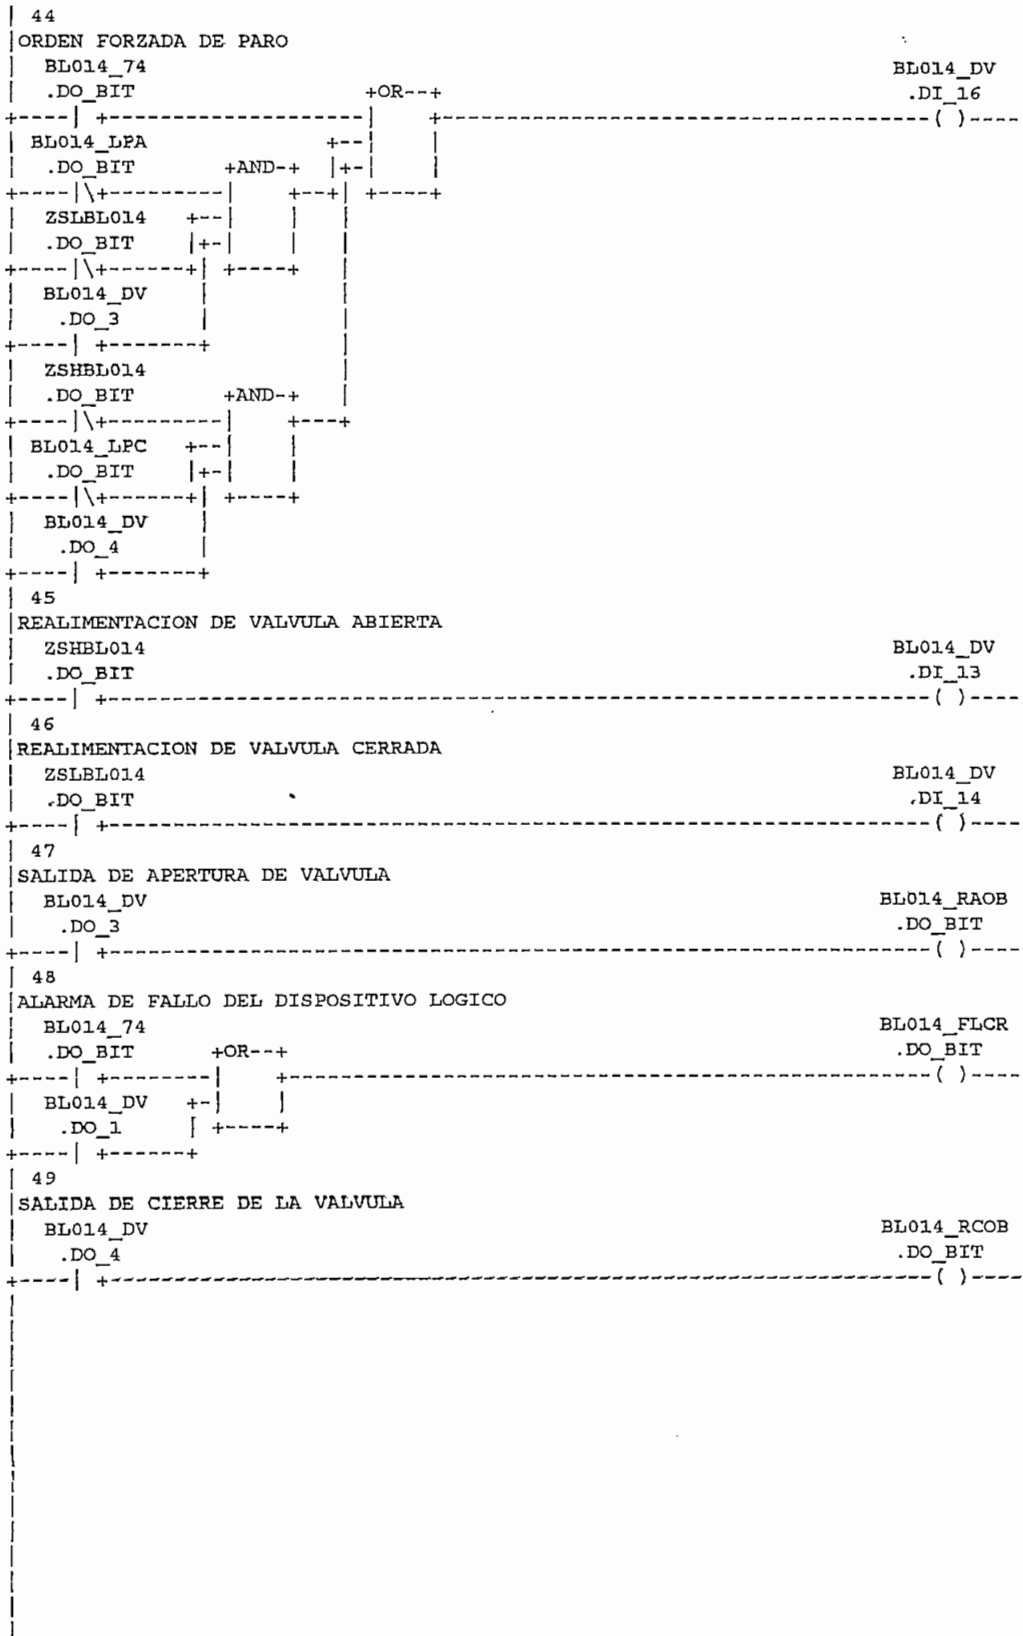 | 44
|ORDEN FORZADA DE PARO
|   BL014_74                                                            BL014_DV
|   .DO_BIT                   +OR--+                                      .DI_16
+----| +--------------------|    +--------------------------------------( )----
|  BL014_LPA                +--|    |
|   .DO_BIT        +AND-+   |+-|    |
+----|\+---------|    +--+| +----+
|   ZSLBL014    +--|    |   |
|   .DO_BIT     |+-|    |   |
+----|\+------+| +----+   |
|   BL014_DV     |          |
|    .DO_3       |          |
+----| +-------+          |
|   ZSHBL014                |
|   .DO_BIT        +AND-+   |
+----|\+---------|    +---+
|  BL014_LPC    +--|    |
|   .DO_BIT     |+-|    |
+----|\+------+| +----+
|   BL014_DV     |
|    .DO_4       |
+----| +-------+
| 45
|REALIMENTACION DE VALVULA ABIERTA
|   ZSHBL014                                                            BL014_DV
|   .DO_BIT                                                              .DI_13
+----| +----------------------------------------------------------------( )----
| 46
|REALIMENTACION DE VALVULA CERRADA
|   ZSLBL014                                                            BL014_DV
|   .DO_BIT                                                              .DI_14
+----| +----------------------------------------------------------------( )----
| 47
|SALIDA DE APERTURA DE VALVULA
|   BL014_DV                                                           BL014_RAOB
|    .DO_3                                                              .DO_BIT
+----| +----------------------------------------------------------------( )----
| 48
|ALARMA DE FALLO DEL DISPOSITIVO LOGICO
|   BL014_74                                                           BL014_FLCR
|   .DO_BIT      +OR--+                                                 .DO_BIT
+----| +--------|    +--------------------------------------------------( )----
|   BL014_DV   +-|    |
|    .DO_1     | +----+
+----| +------+
| 49
|SALIDA DE CIERRE DE LA VALVULA
|   BL014_DV                                                           BL014_RCOB
|    .DO_4                                                              .DO_BIT
+----| +----------------------------------------------------------------( )----